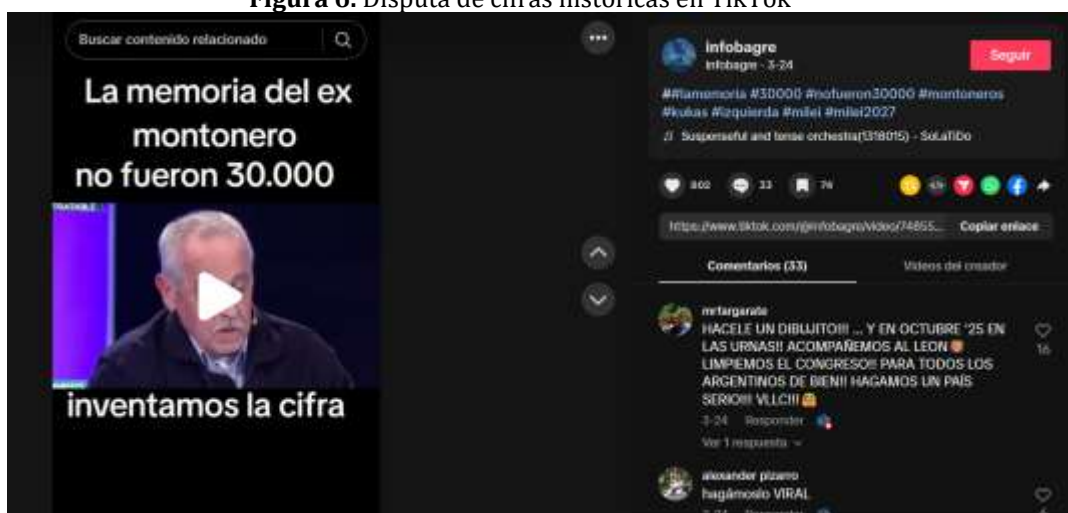 Figura 6. Disputa de cifras históricas en TikTok
Buscar contenido relacionado
La memoria del ex
montonero
no fueron 30.000
inventamos la cifra
infobagre
Infobagre · 3-24
Seguir
##lamemoria #30000 #nofueron30000 #montoneros
#kukas #izquierda #milei #milei2027
Suspenseful and tense orchestra(1318015) - SoLaTiDo
802
33
74
https://www.tiktok.com/@infobagre/video/74855...
Copiar enlace
Comentarios (33)
Videos del creador
mrfargarate
HACELE UN DIBUJITO!!! ... Y EN OCTUBRE '25 EN
LAS URNAS!! ACOMPAÑEMOS AL LEON
LIMPIEMOS EL CONGRESO!! PARA TODOS LOS
ARGENTINOS DE BIEN!! HAGAMOS UN PAÍS
SERIO!!! VLLC!!!
16
3-24 Responder
Ver 1 respuesta
alexander pizarro
hagámoslo VIRAL
3-24 Responder